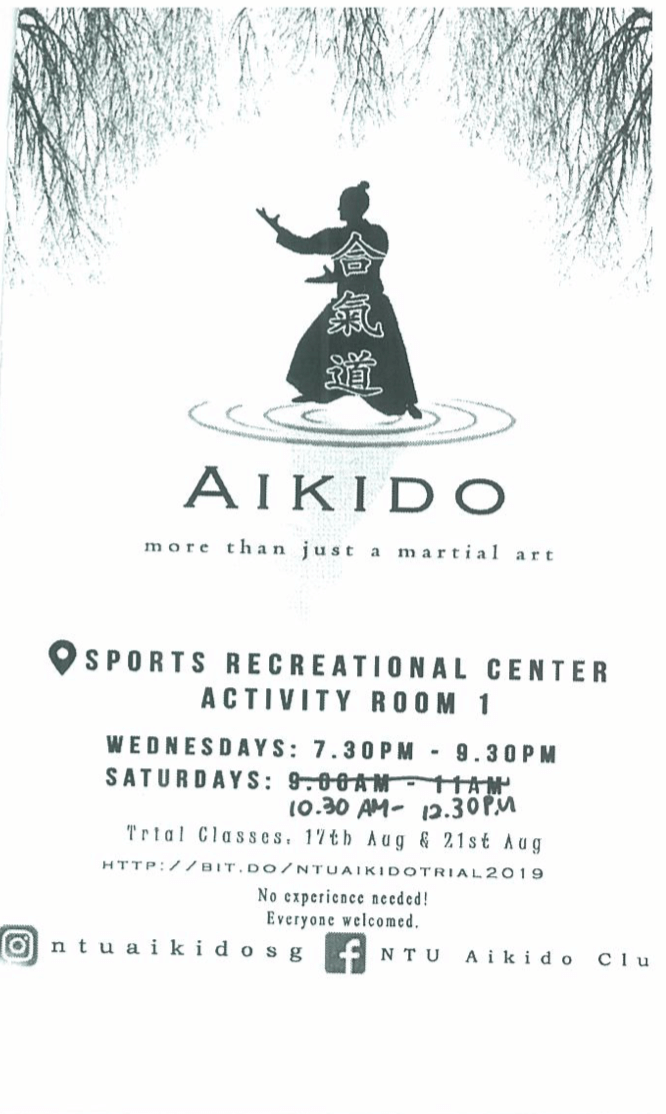 合
氣
道
AIKIDO
more than just a martial art
SPORTS RECREATIONAL CENTER
ACTIVITY ROOM 1
WEDNESDAYS: 7.30PM - 9.30PM
SATURDAYS: 9.00AM - 11AM
10.30 AM- 12.30PM
Trial Classes: 17th Aug & 21st Aug
HTTP://BIT.DO/NTUAIKIDOTRIAL2019
No experience needed!
Everyone welcomed.
ntuaikidosg NTU Aikido Clu